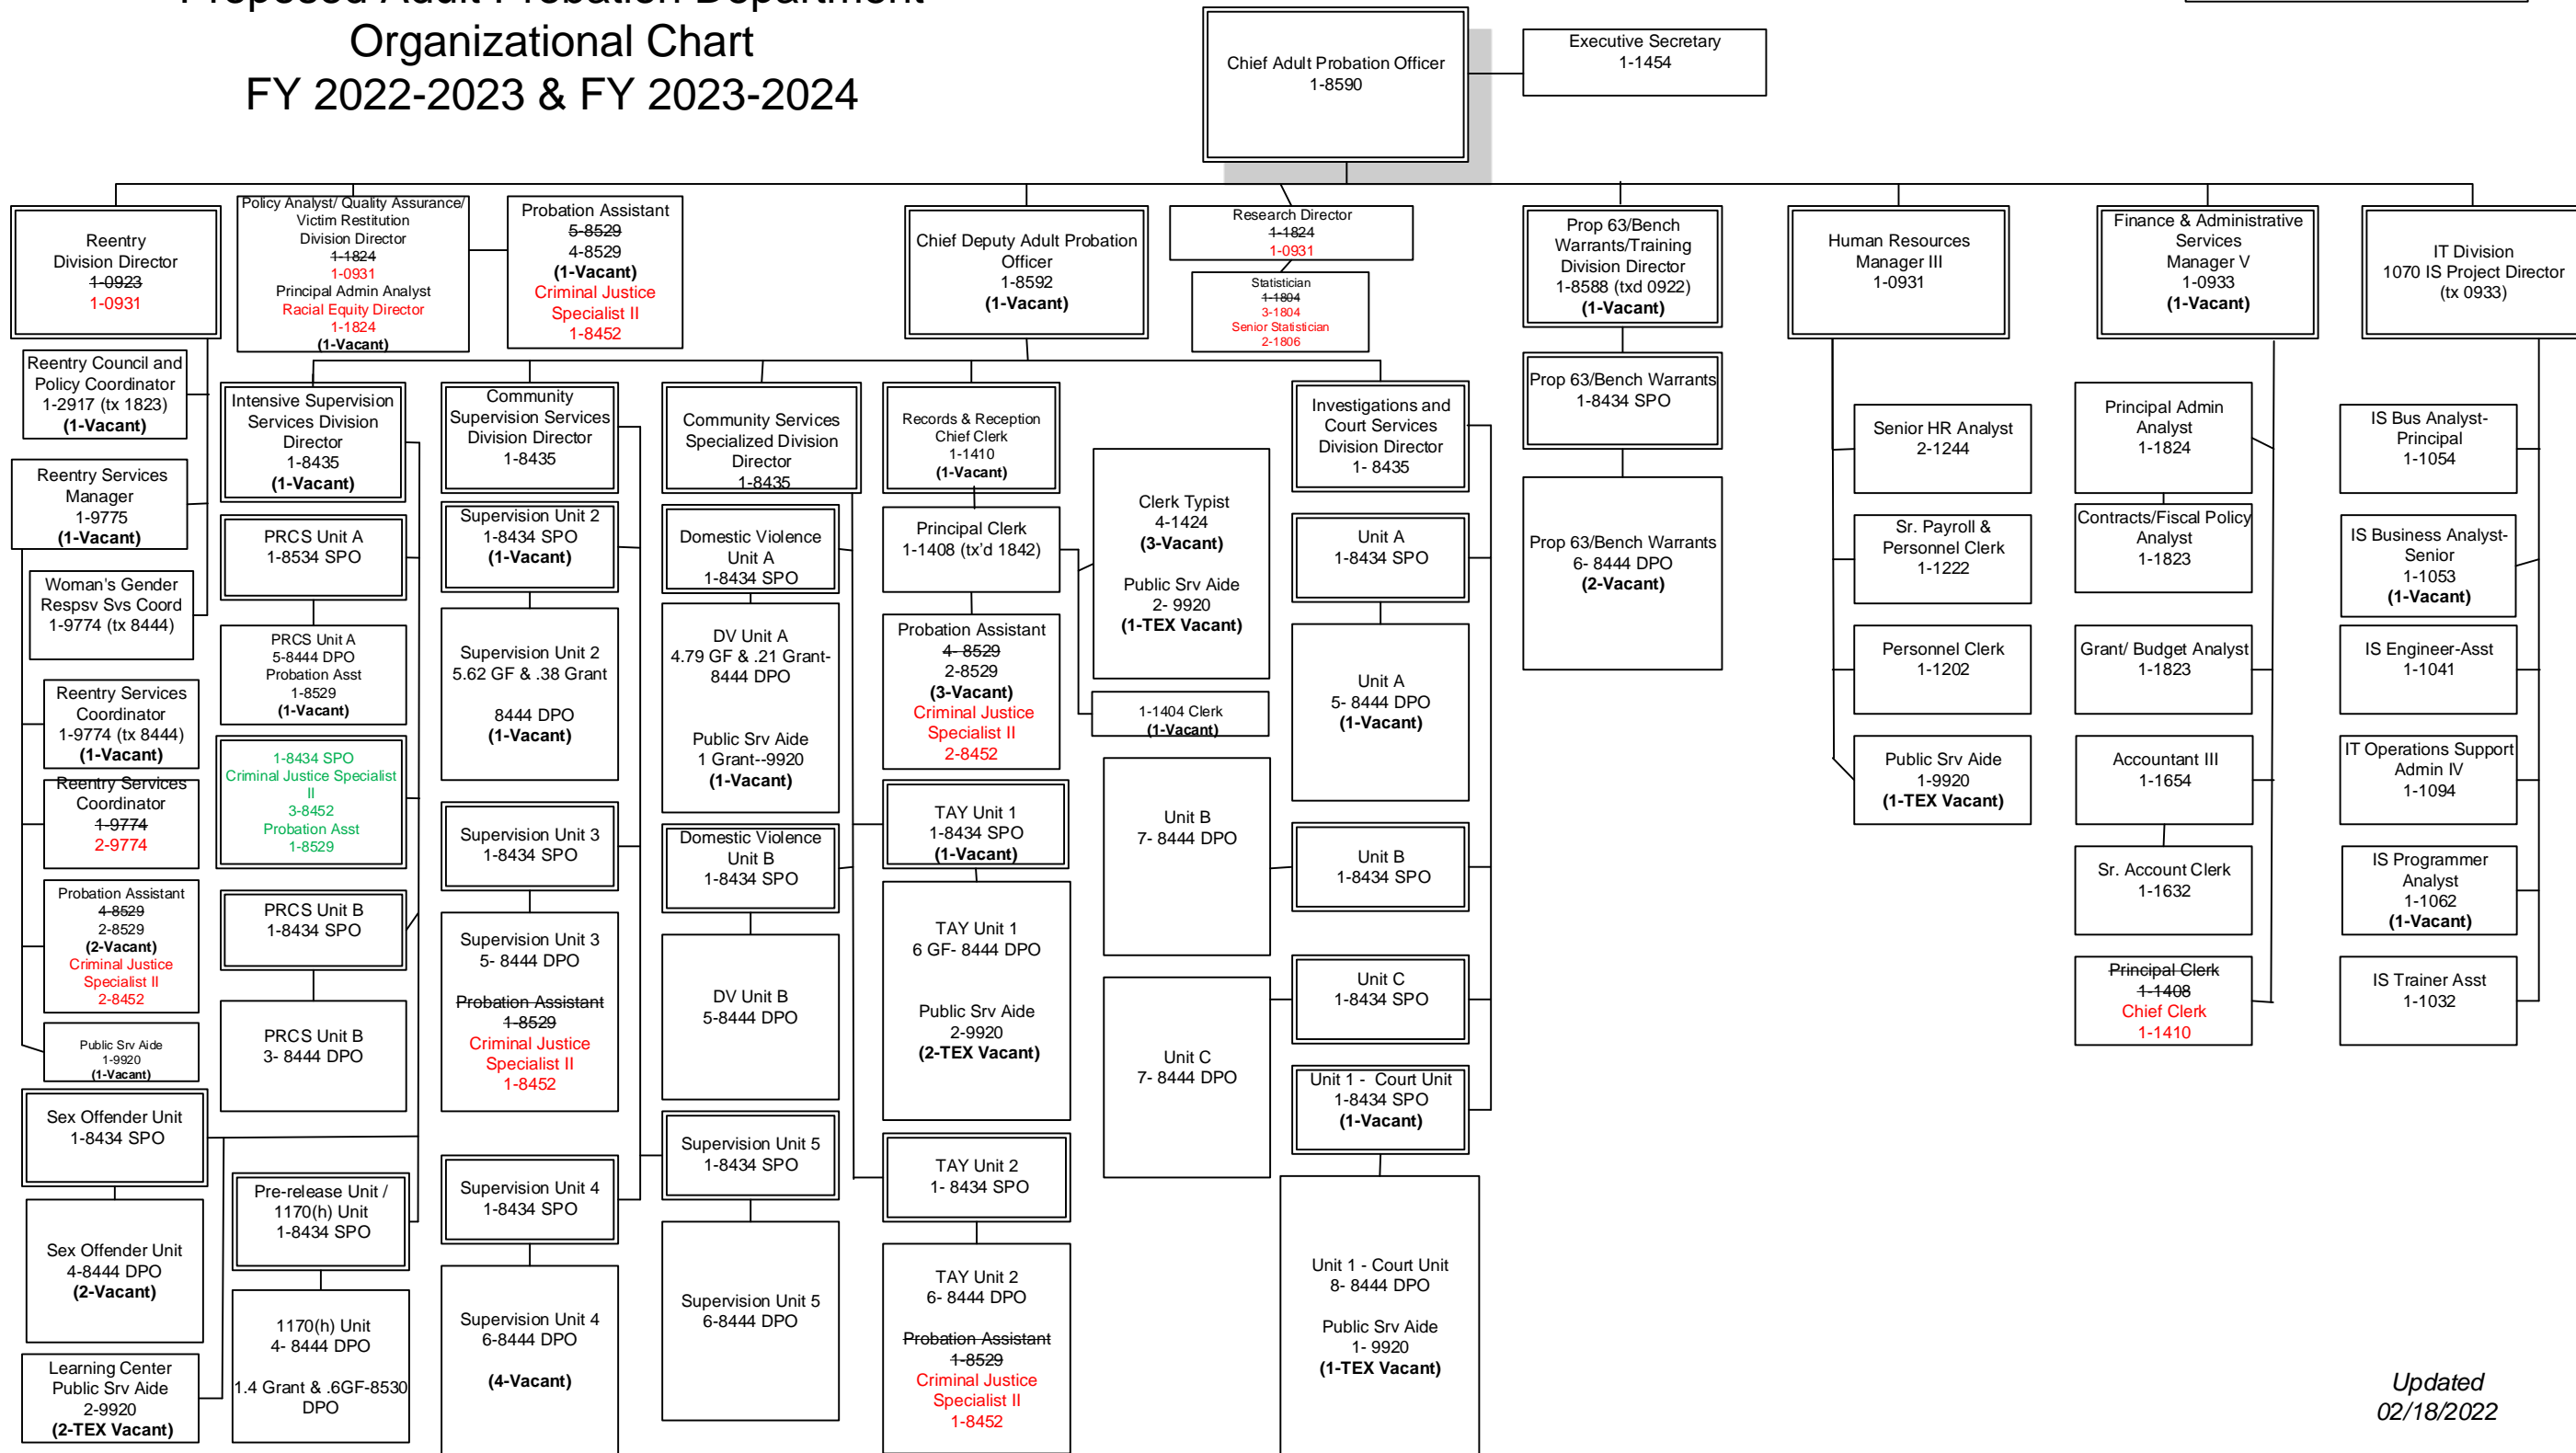 Proposed Adult Probation Department
Organizational Chart
FY 2022-2023 & FY 2023-2024
Chief Adult Probation Officer
1-8590
Executive Secretary
1-1454
Reentry
Division Director
1-0923
1-0931
Policy Analyst/ Quality Assurance/
Victim Restitution
Division Director
1-1824
1-0931
Principal Admin Analyst
Racial Equity Director
1-1824
(1-Vacant)
Probation Assistant
5-8529
4-8529
(1-Vacant)
Criminal Justice
Specialist II
1-8452
Chief Deputy Adult Probation
Officer
1-8592
(1-Vacant)
Research Director
1-1824
1-0931
Statistician
1-1804
3-1804
Senior Statistician
2-1806
Prop 63/Bench
Warrants/Training
Division Director
1-8588 (txd 0922)
(1-Vacant)
Human Resources
Manager III
1-0931
Finance & Administrative
Services
Manager V
1-0933
(1-Vacant)
IT Division
1070 IS Project Director
(tx 0933)
Reentry Council and
Policy Coordinator
1-2917 (tx 1823)
(1-Vacant)
Reentry Services
Manager
1-9775
(1-Vacant)
Woman's Gender
Respsv Svs Coord
1-9774 (tx 8444)
Reentry Services
Coordinator
1-9774 (tx 8444)
(1-Vacant)
Reentry Services
Coordinator
1-9774
2-9774
Probation Assistant
4-8529
2-8529
(2-Vacant)
Criminal Justice
Specialist II
2-8452
Public Srv Aide
1-9920
(1-Vacant)
Sex Offender Unit
1-8434 SPO
Sex Offender Unit
4-8444 DPO
(2-Vacant)
Learning Center
Public Srv Aide
2-9920
(2-TEX Vacant)
Intensive Supervision
Services Division
Director
1-8435
(1-Vacant)
PRCS Unit A
1-8534 SPO
PRCS Unit A
5-8444 DPO
Probation Asst
1-8529
(1-Vacant)
1-8434 SPO
Criminal Justice Specialist
II
3-8452
Probation Asst
1-8529
PRCS Unit B
1-8434 SPO
PRCS Unit B
3- 8444 DPO
Pre-release Unit /
1170(h) Unit
1-8434 SPO
1170(h) Unit
4- 8444 DPO
1.4 Grant & .6GF-8530
DPO
Community
Supervision Services
Division Director
1-8435
Supervision Unit 2
1-8434 SPO
(1-Vacant)
Supervision Unit 2
5.62 GF & .38 Grant
8444 DPO
(1-Vacant)
Supervision Unit 3
1-8434 SPO
Supervision Unit 3
5- 8444 DPO
Probation Assistant
1-8529
Criminal Justice
Specialist II
1-8452
Supervision Unit 4
1-8434 SPO
Supervision Unit 4
6-8444 DPO
(4-Vacant)
Community Services
Specialized Division
Director
1-8435
Domestic Violence
Unit A
1-8434 SPO
DV Unit A
4.79 GF & .21 Grant-
8444 DPO
Public Srv Aide
1 Grant--9920
(1-Vacant)
Domestic Violence
Unit B
1-8434 SPO
DV Unit B
5-8444 DPO
Supervision Unit 5
1-8434 SPO
Supervision Unit 5
6-8444 DPO
Records & Reception
Chief Clerk
1-1410
(1-Vacant)
Principal Clerk
1-1408 (tx'd 1842)
Probation Assistant
4- 8529
2-8529
(3-Vacant)
Criminal Justice
Specialist II
2-8452
TAY Unit 1
1-8434 SPO
(1-Vacant)
TAY Unit 1
6 GF- 8444 DPO
Public Srv Aide
2-9920
(2-TEX Vacant)
TAY Unit 2
1- 8434 SPO
TAY Unit 2
6- 8444 DPO
Probation Assistant
1-8529
Criminal Justice
Specialist II
1-8452
Clerk Typist
4-1424
(3-Vacant)
Public Srv Aide
2- 9920
(1-TEX Vacant)
1-1404 Clerk
(1-Vacant)
Unit B
7- 8444 DPO
Unit C
7- 8444 DPO
Investigations and
Court Services
Division Director
1- 8435
Unit A
1-8434 SPO
Unit A
5- 8444 DPO
(1-Vacant)
Unit B
1-8434 SPO
Unit C
1-8434 SPO
Unit 1 - Court Unit
1-8434 SPO
(1-Vacant)
Unit 1 - Court Unit
8- 8444 DPO
Public Srv Aide
1- 9920
(1-TEX Vacant)
Prop 63/Bench Warrants
1-8434 SPO
Prop 63/Bench Warrants
6- 8444 DPO
(2-Vacant)
Senior HR Analyst
2-1244
Sr. Payroll &
Personnel Clerk
1-1222
Personnel Clerk
1-1202
Public Srv Aide
1-9920
(1-TEX Vacant)
Principal Admin
Analyst
1-1824
Contracts/Fiscal Policy
Analyst
1-1823
Grant/ Budget Analyst
1-1823
Accountant III
1-1654
Sr. Account Clerk
1-1632
Principal Clerk
1-1408
Chief Clerk
1-1410
IS Bus Analyst-
Principal
1-1054
IS Business Analyst-
Senior
1-1053
(1-Vacant)
IS Engineer-Asst
1-1041
IT Operations Support
Admin IV
1-1094
IS Programmer
Analyst
1-1062
(1-Vacant)
IS Trainer Asst
1-1032
Updated
02/18/2022